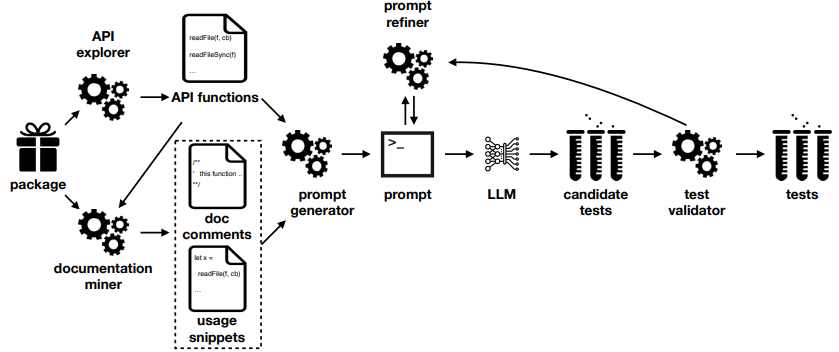 prompt
refiner
API
explorer
readFile(f, cb)
readFileSync(f)
...
API functions
package
/**
* this function ..
**/
doc
comments
documentation
miner
let x =
readFile(f, cb)
...
usage
snippets
prompt
generator
>_
prompt
LLM
candidate
tests
test
validator
tests